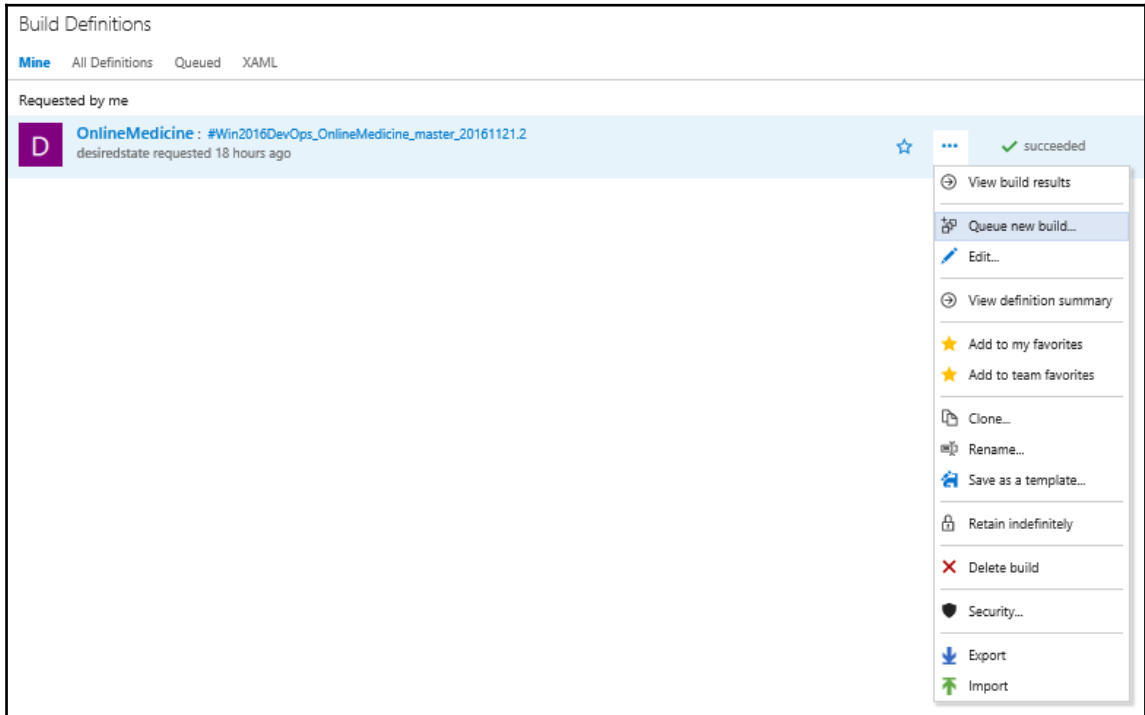 Build Definitions
Mine All Definitions Queued XAML
Requested by me
D
OnlineMedicine : #Win2016DevOps_OnlineMedicine_master_20161121.2
desiredstate requested 18 hours ago
succeeded
View build results
Queue new build...
Edit...
View definition summary
Add to my favorites
Add to team favorites
Clone...
Rename...
Save as a template...
Retain indefinitely
Delete build
Security...
Export
Import